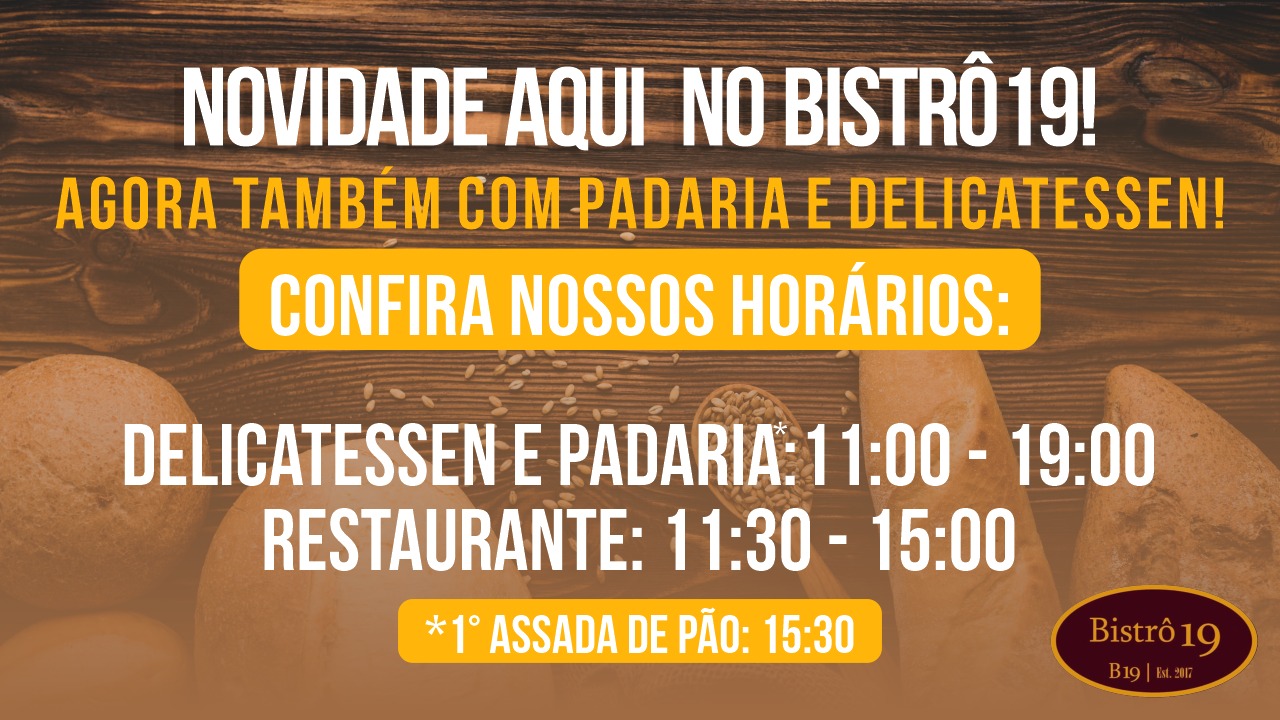 NOVIDADE AQUI NO BISTRÔ19!
AGORA TAMBÉM COM PADARIA E DELICATESSEN!
CONFIRA NOSSOS HORÁRIOS:
DELICATESSEN E PADARIA*:11:00 - 19:00
RESTAURANTE: 11:30 - 15:00
*1° ASSADA DE PÃO: 15:30
Bistrô 19
B19 | Est. 2017